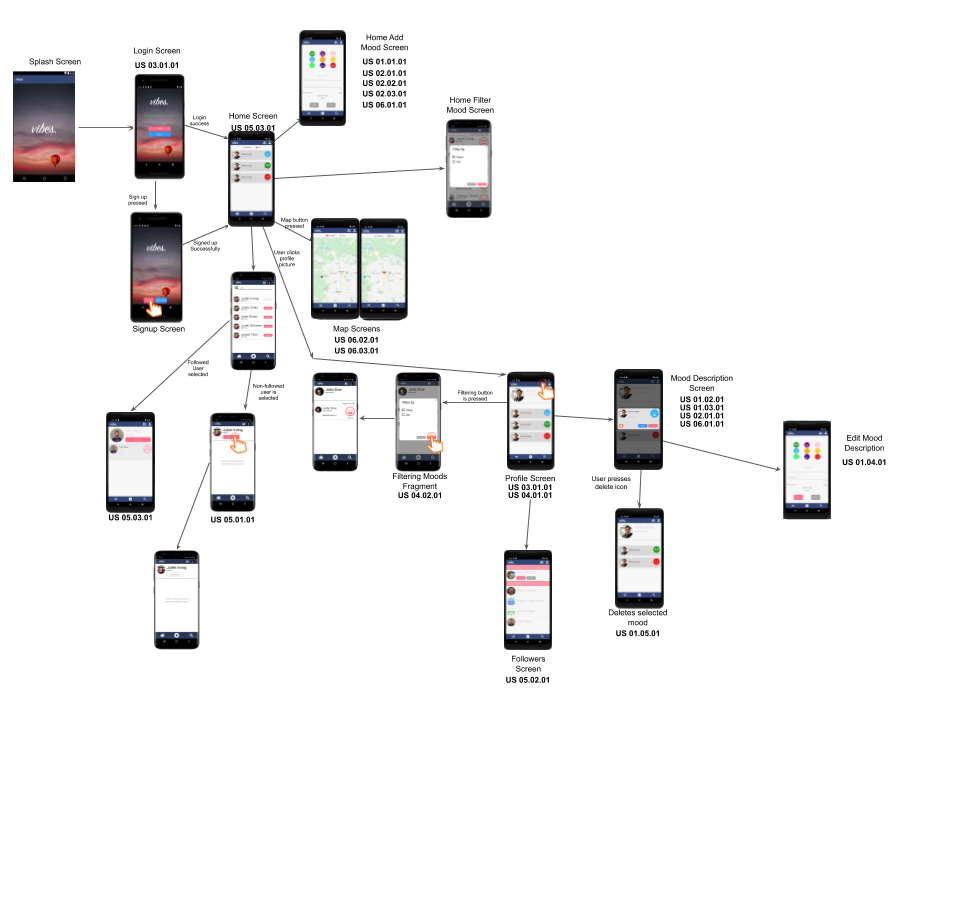 Splash Screen
vibes.
Login Screen
US 03.01.01
vibes.
Login
success
Sign up
pressed
vibes.
Signed up
Successfully
Signup Screen
Home Screen
US 05.03.01
Home Add
Mood Screen
US 01.01.01
US 02.01.01
US 02.02.01
US 02.03.01
US 06.01.01
Home Filter
Mood Screen
Filter by
Map button
pressed
User clicks
profile
picture
Map Screens
US 06.02.01
US 06.03.01
Followed
User
selected
Non-followed
user is
selected
US 05.03.01
Juliet Irving
US 05.01.01
Juliet Irving
Filter by
Filtering Moods
Fragment
US 04.02.01
Filtering button
is pressed
Profile Screen
US 03.01.01
US 04.01.01
Mood Description
Screen
US 01.02.01
US 01.03.01
US 02.01.01
US 06.01.01
Edit Mood
Description
US 01.04.01
User presses
delete icon
Deletes selected
mood
US 01.05.01
Followers
Screen
US 05.02.01